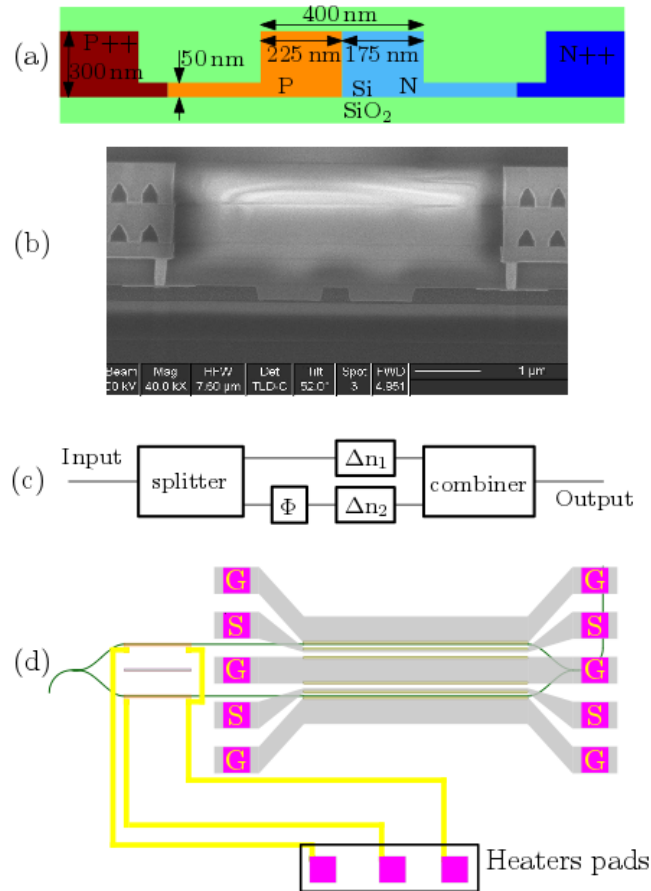 (a)
400 nm
P++
50 nm
225 nm
175 nm
N++
300 nm
P
Si
N
SiO2
(b)
Beam
Mag
HFW
Det
Tilt
Spot
FWD
1 µm
40.0 kX
7.60 µm
TLD-C
52.0°
3
4.951
(c)
Input
splitter
Δn1
Φ
Δn2
combiner
Output
(d)
G
G
S
S
G
G
S
S
G
G
Heaters pads